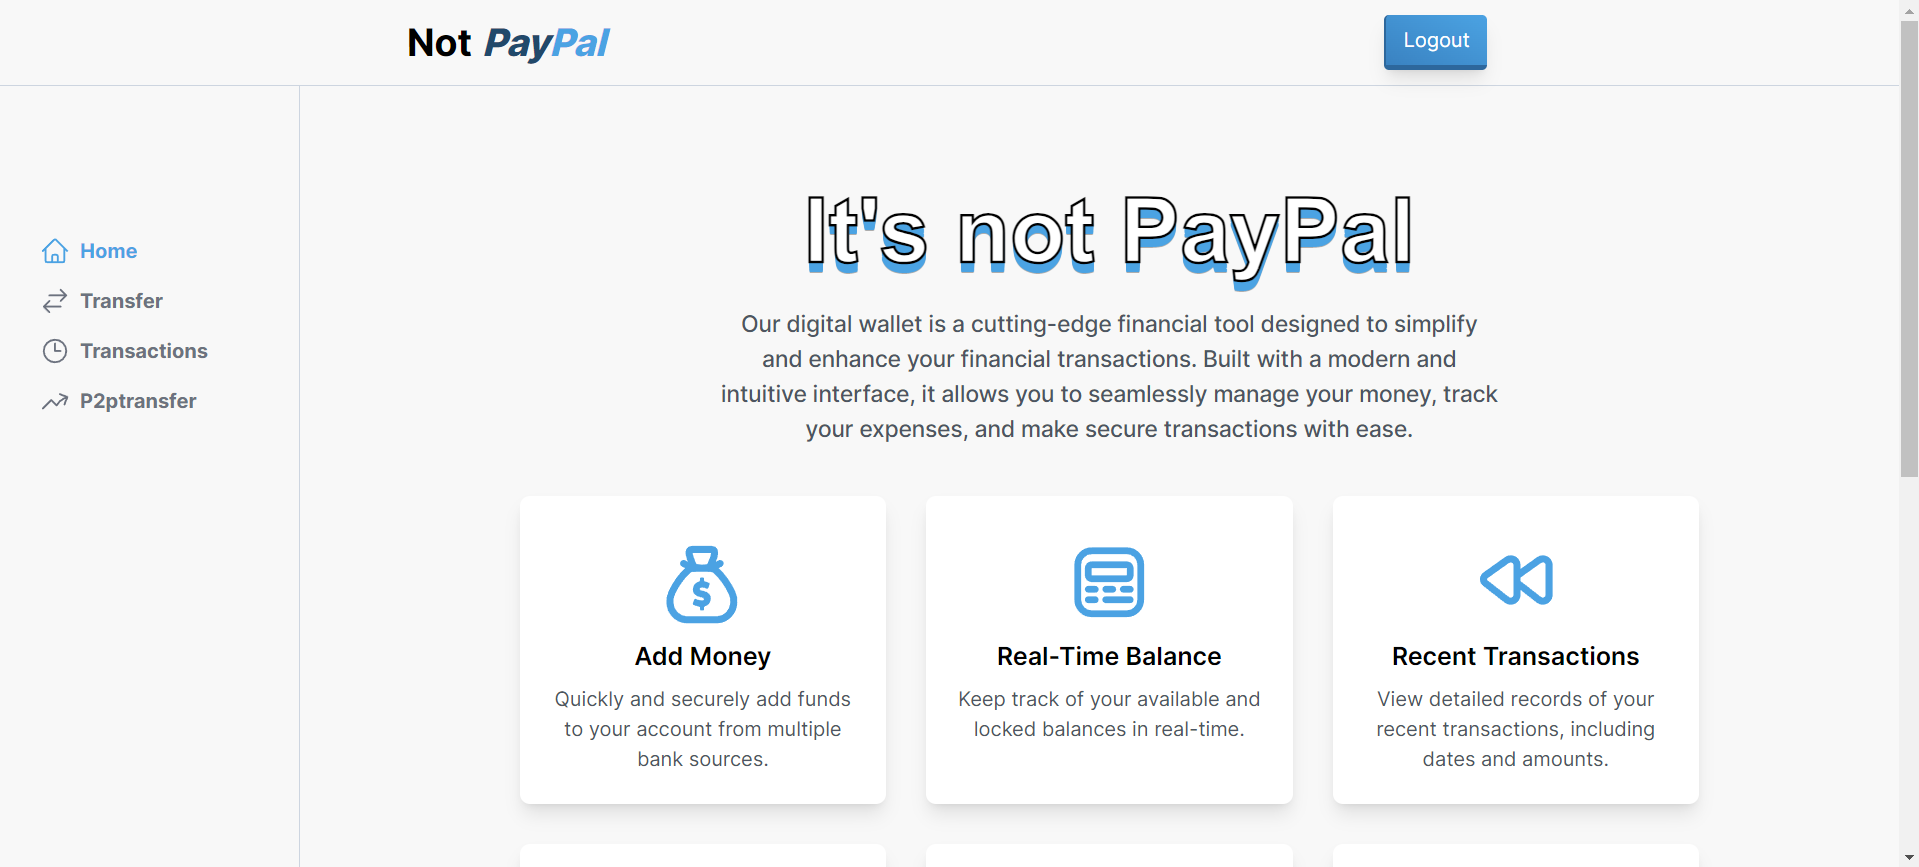 Not PayPal
Logout
Home
Transfer
Transactions
P2ptransfer
It's not PayPal
Our digital wallet is a cutting-edge financial tool designed to simplify
and enhance your financial transactions. Built with a modern and
intuitive interface, it allows you to seamlessly manage your money, track
your expenses, and make secure transactions with ease.
$
Add Money
Quickly and securely add funds
to your account from multiple
bank sources.
Real-Time Balance
Keep track of your available and
locked balances in real-time.
Recent Transactions
View detailed records of your
recent transactions, including
dates and amounts.